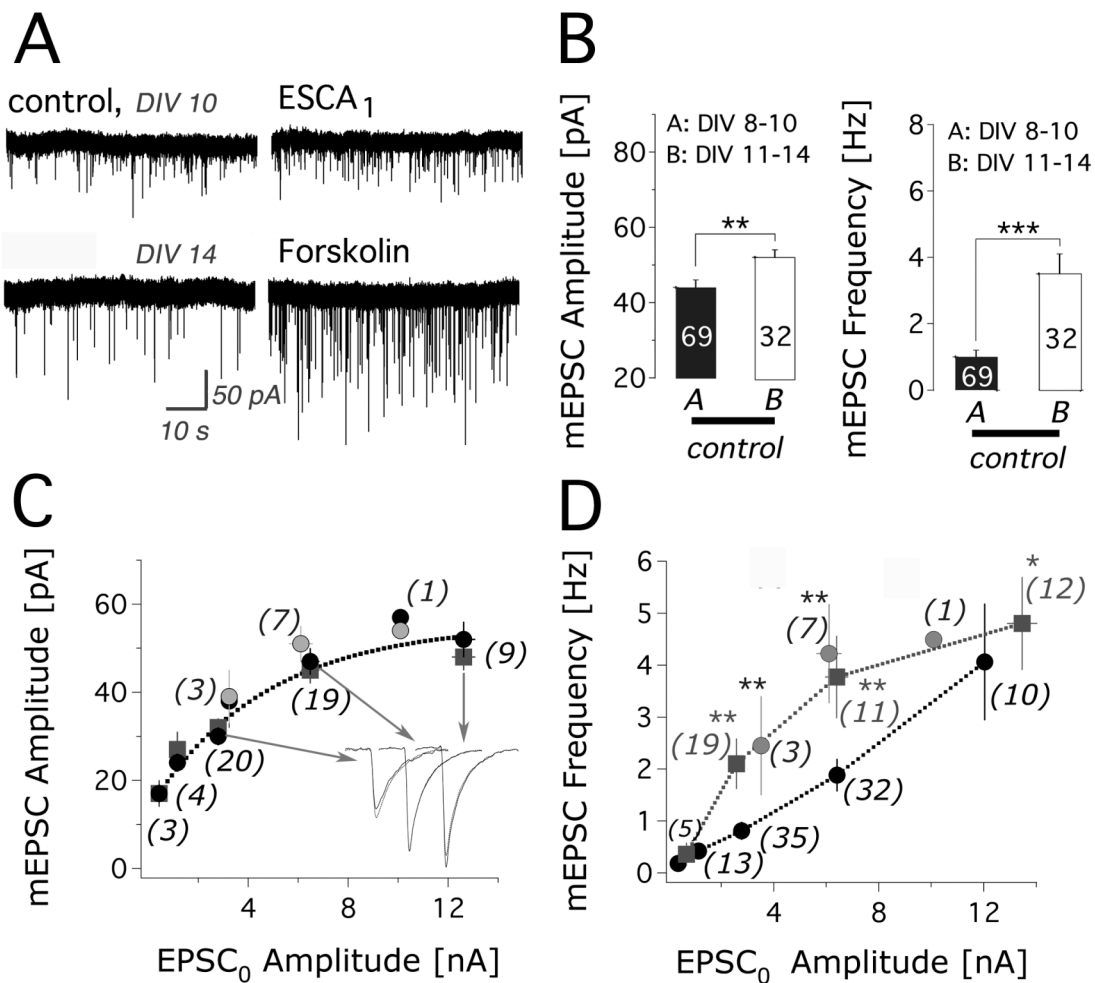 A
control, DIV 10
ESCA1
DIV 14
Forskolin
50 pA
10 s
B
mEPSC Amplitude [pA]
80
60
40
20
A: DIV 8-10
B: DIV 11-14
**
69
32
A
B
control
mEPSC Frequency [Hz]
8
6
4
2
0
A: DIV 8-10
B: DIV 11-14
***
69
32
A
B
control
C
mEPSC Amplitude [pA]
60
40
20
0
(1)
(7)
(9)
(3)
(19)
(20)
(4)
(3)
4
8
12
EPSC0 Amplitude [nA]
D
mEPSC Frequency [Hz]
6
5
4
3
2
1
0
*
(12)
**
(7)
(1)
**
(11)
(10)
**
**
(19)
(3)
(32)
(5)
(35)
(13)
4
8
12
EPSC0 Amplitude [nA]